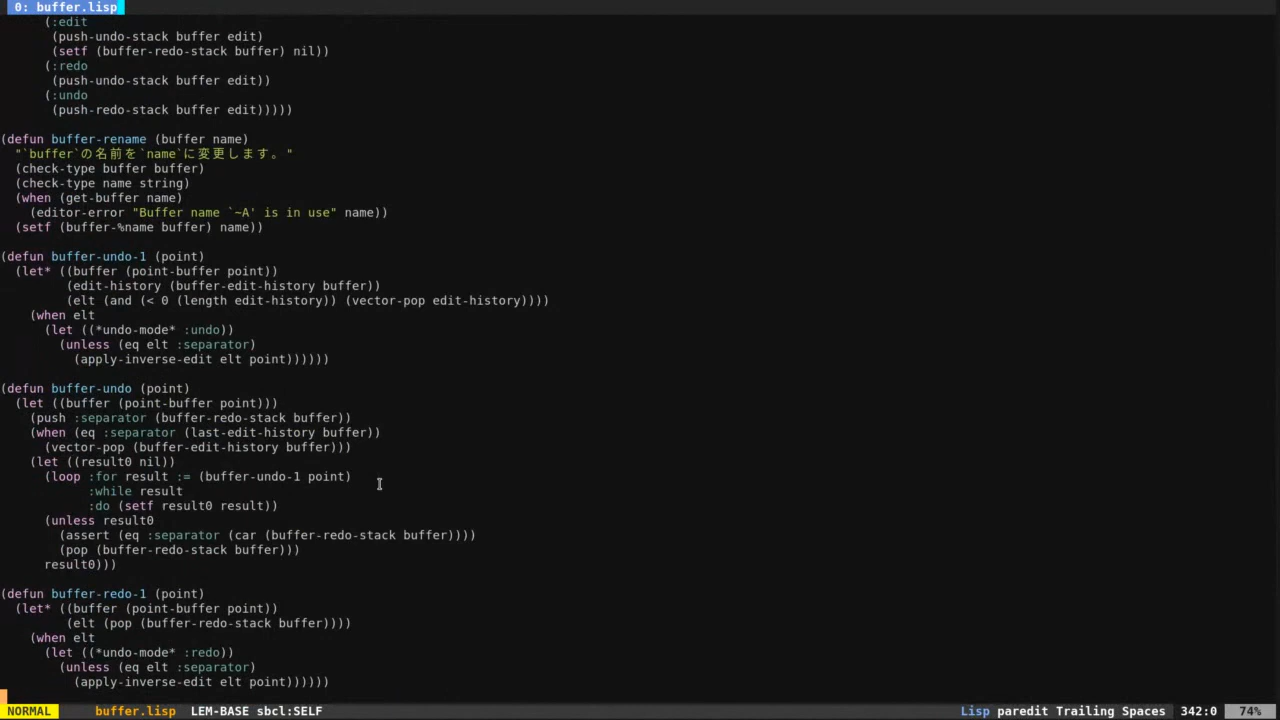 0: buffer.lisp
(:edit
(push-undo-stack buffer edit)
(setf (buffer-redo-stack buffer) nil))
(:redo
(push-undo-stack buffer edit))
(:undo
(push-redo-stack buffer edit)))))
(defun buffer-rename (buffer name)
"`buffer`の名前を`name`に変更します。"
(check-type buffer buffer)
(check-type name string)
(when (get-buffer name)
(editor-error "Buffer name `~A' is in use" name))
(setf (buffer-%name buffer) name))
(defun buffer-undo-1 (point)
(let* ((buffer (point-buffer point))
(edit-history (buffer-edit-history buffer))
(elt (and (< 0 (length edit-history)) (vector-pop edit-history))))
(when elt
(let ((*undo-mode* :undo))
(unless (eq elt :separator)
(apply-inverse-edit elt point))))))
(defun buffer-undo (point)
(let ((buffer (point-buffer point)))
(push :separator (buffer-redo-stack buffer))
(when (eq :separator (last-edit-history buffer))
(vector-pop (buffer-edit-history buffer)))
(let ((result0 nil))
(loop :for result := (buffer-undo-1 point)
:while result
:do (setf result0 result))
(unless result0
(assert (eq :separator (car (buffer-redo-stack buffer))))
(pop (buffer-redo-stack buffer)))
result0)))
(defun buffer-redo-1 (point)
(let* ((buffer (point-buffer point))
(elt (pop (buffer-redo-stack buffer))))
(when elt
(let ((*undo-mode* :redo))
(unless (eq elt :separator)
(apply-inverse-edit elt point))))))
NORMAL buffer.lisp LEM-BASE sbcl:SELF Lisp paredit Trailing Spaces 342:0 74%